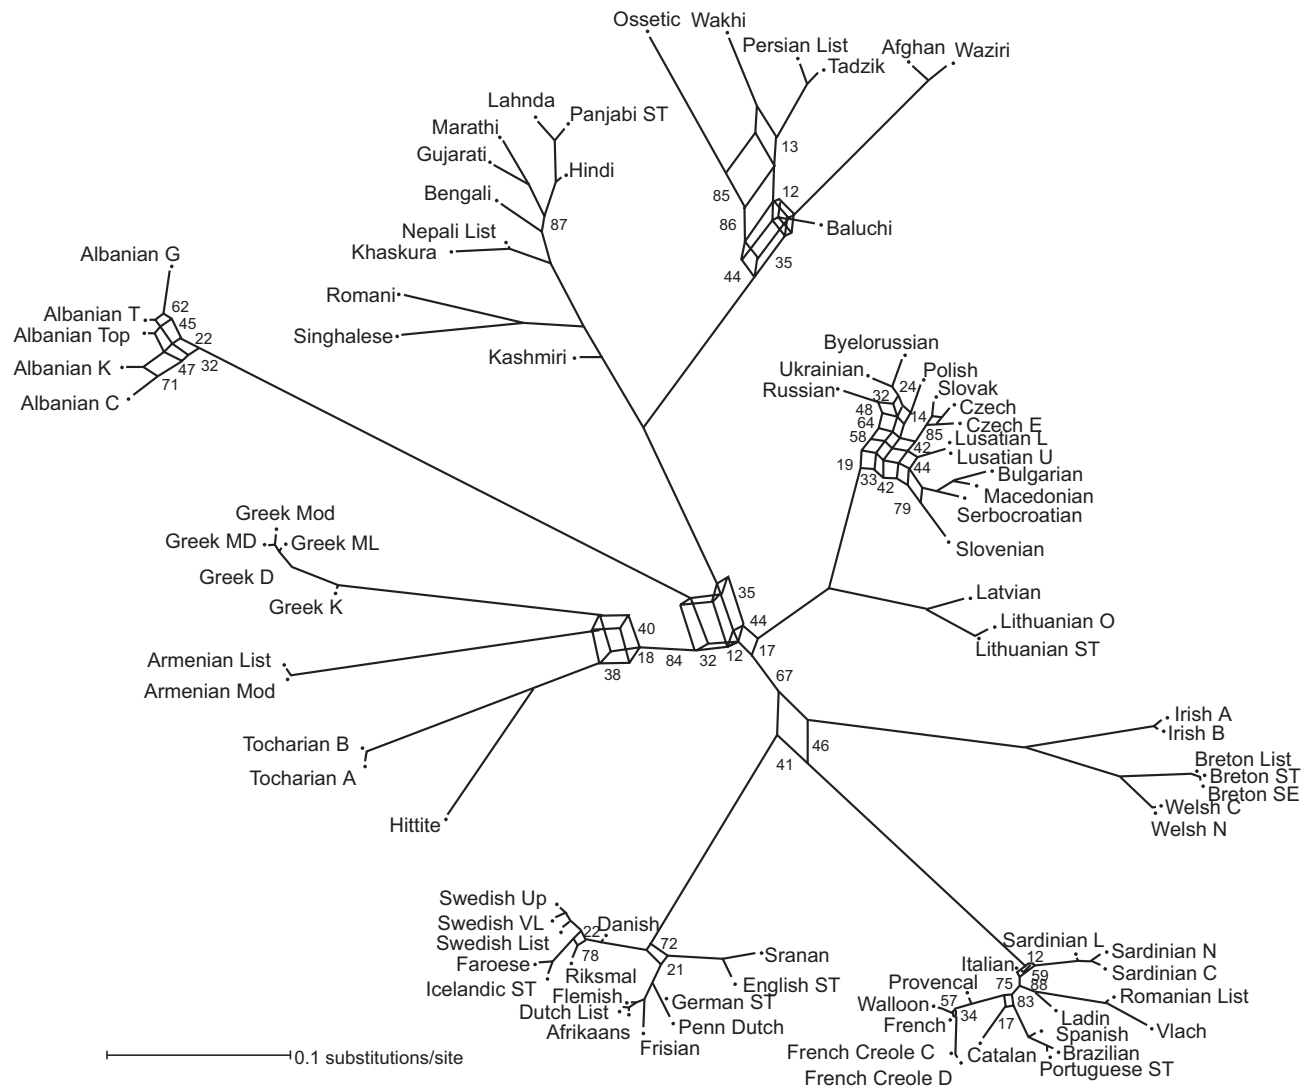 Ossetic
Wakhi
Persian List
Tadzik
Afghan
Waziri
Lahnda
Panjabi ST
Marathi
Gujarati
Hindi
Bengali
87
Nepali List
Khaskura
Romani
Singhalese
Kashmiri
13
85
12
86
Baluchi
44
35
Albanian G
62
Albanian T
45
Albanian Top
22
32
Albanian K
47
71
Albanian C
Byelorussian
Ukrainian
Polish
Russian
24
Slovak
32
48
14
Czech
64
Czech E
85
58
Lusatian L
42
Lusatian U
19
44
33
42
Bulgarian
Macedonian
79
Serbocroatian
Slovenian
Latvian
Lithuanian O
Lithuanian ST
Greek Mod
Greek MD
Greek ML
Greek D
Greek K
Armenian List
Armenian Mod
Tocharian B
Tocharian A
Hittite
35
44
40
18
84
32
12
17
38
67
46
41
Irish A
Irish B
Breton List
Breton ST
Breton SE
Welsh C
Welsh N
Swedish Up
Swedish VL
Danish
22
Swedish List
78
Faroese
Riksmal
Icelandic ST
72
21
Sranan
English ST
Flemish
German ST
Dutch List
Penn Dutch
Afrikaans
Frisian
Sardinian L
Sardinian N
12
Italian
59
Sardinian C
Provencal
75
88
Romanian List
Walloon
57
34
83
Ladin
French
17
Spanish
Vlach
French Creole C
Catalan
Brazilian
Portuguese ST
French Creole D
0.1 substitutions/site